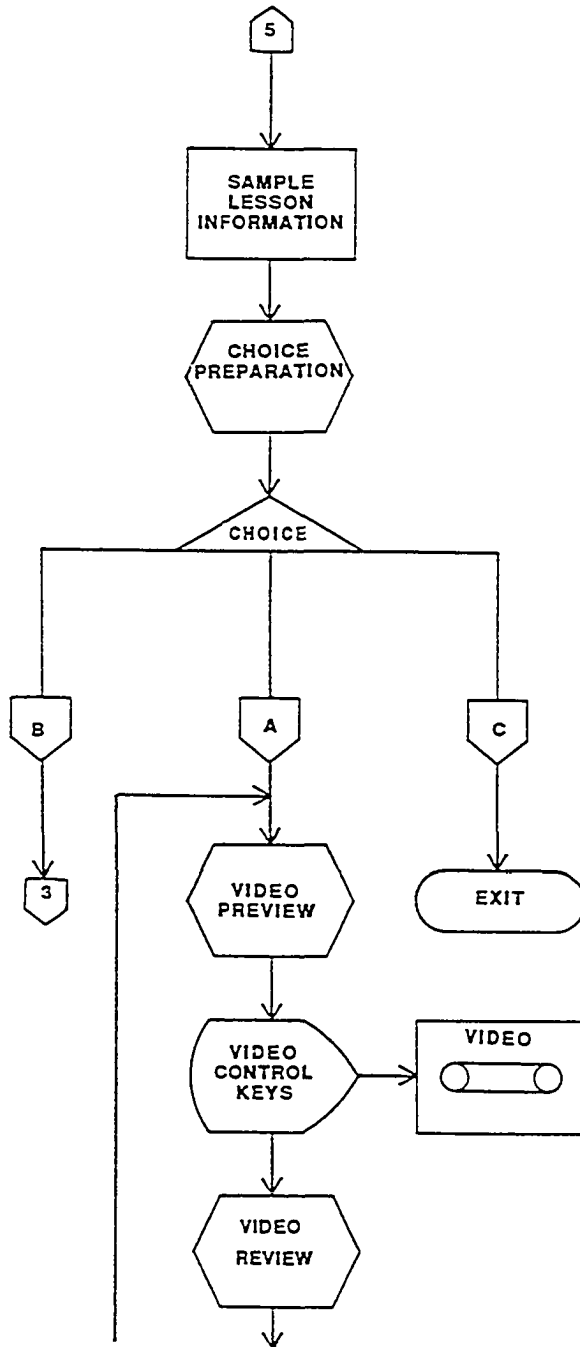 5
SAMPLE
LESSON
INFORMATION
CHOICE
PREPARATION
CHOICE
B
A
C
3
VIDEO
PREVIEW
EXIT
VIDEO
CONTROL
KEYS
VIDEO
VIDEO
REVIEW